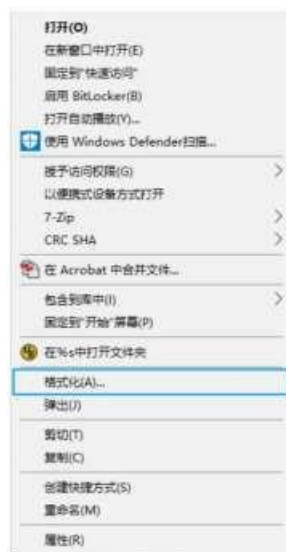 打开(O)
在新窗口中打开(E)
固定到"快速访问"
启用 BitLocker(B)
打开自动播放(Y)...
使用 Windows Defender扫描...
授予访问权限(G)
以便携式设备方式打开
7-Zip
CRC SHA
在 Acrobat 中合并文件...
包含到库中(I)
固定到"开始"屏幕(P)
在%s中打开文件夹
格式化(A)...
弹出(J)
剪切(T)
复制(C)
创建快捷方式(S)
重命名(M)
属性(R)